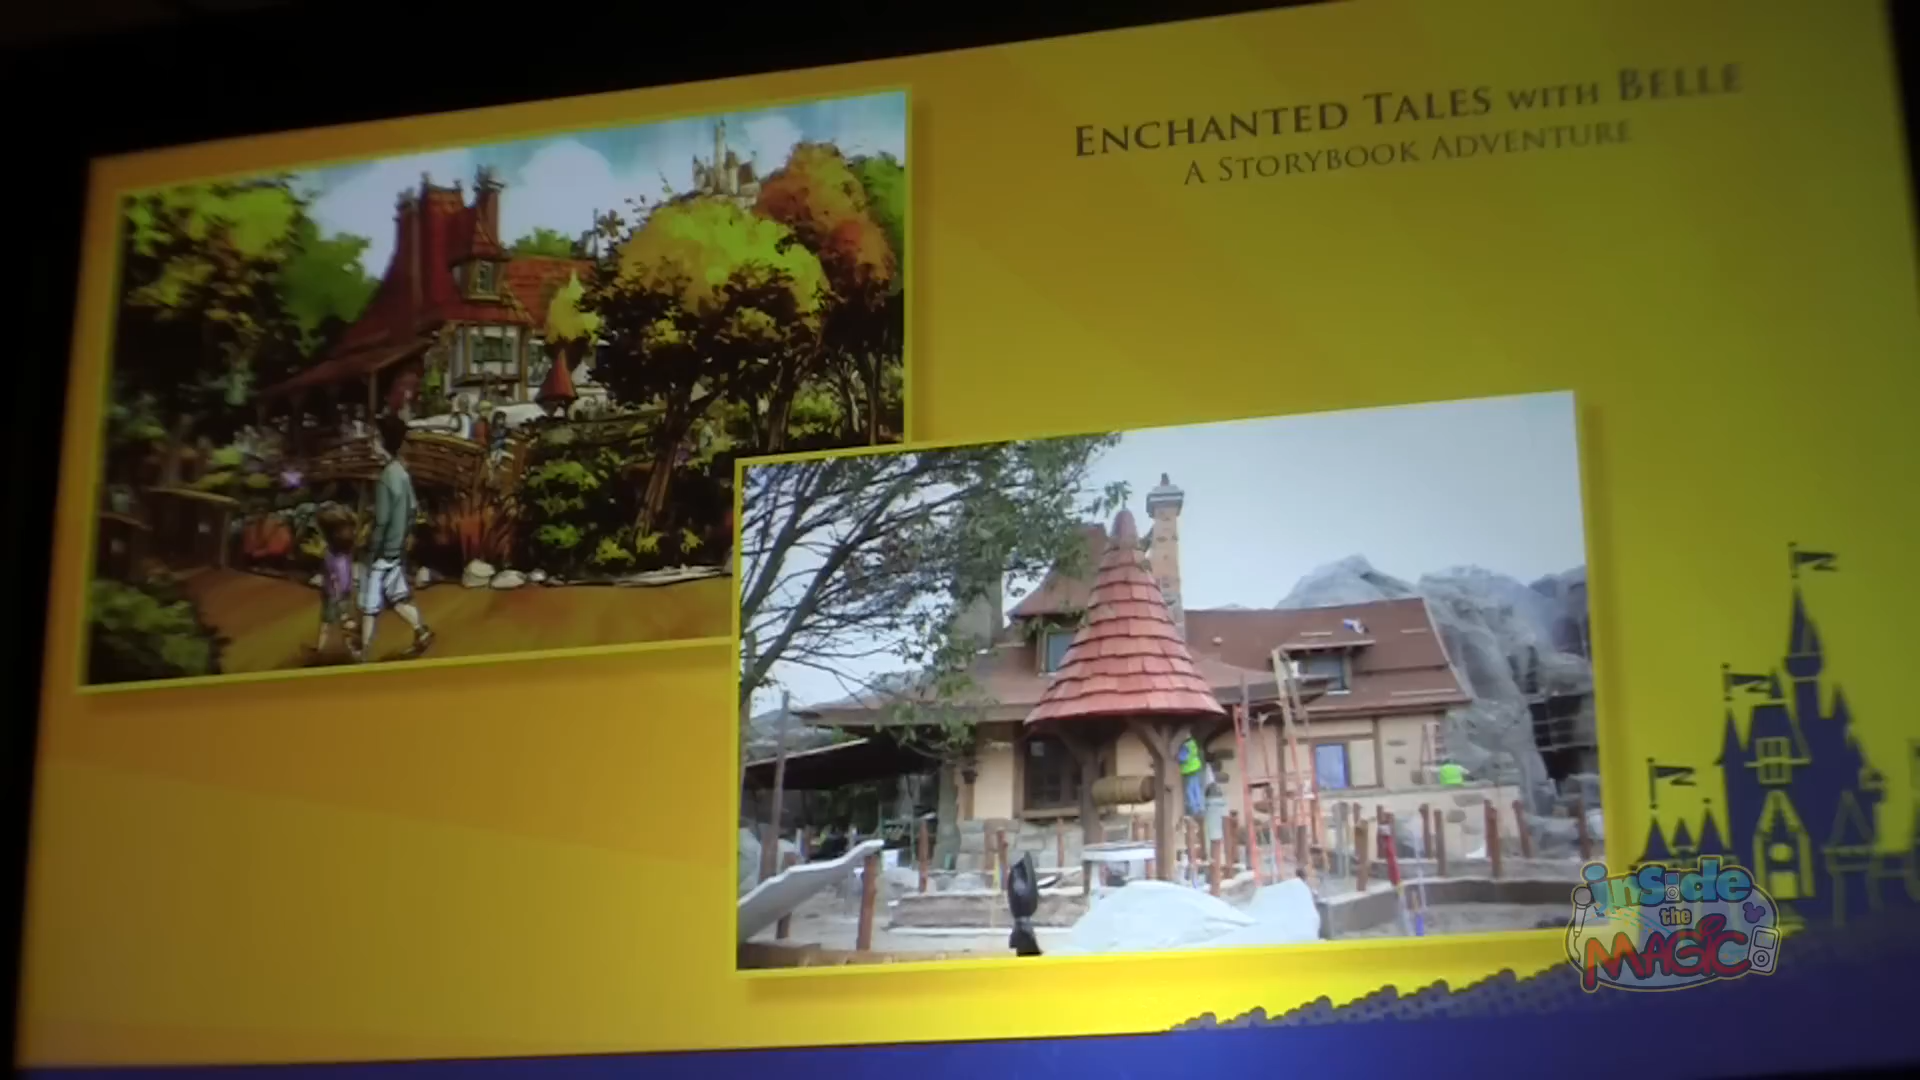 ENCHANTED TALES WITH BELLE
A STORYBOOK ADVENTURE
inside
the
MAGIC